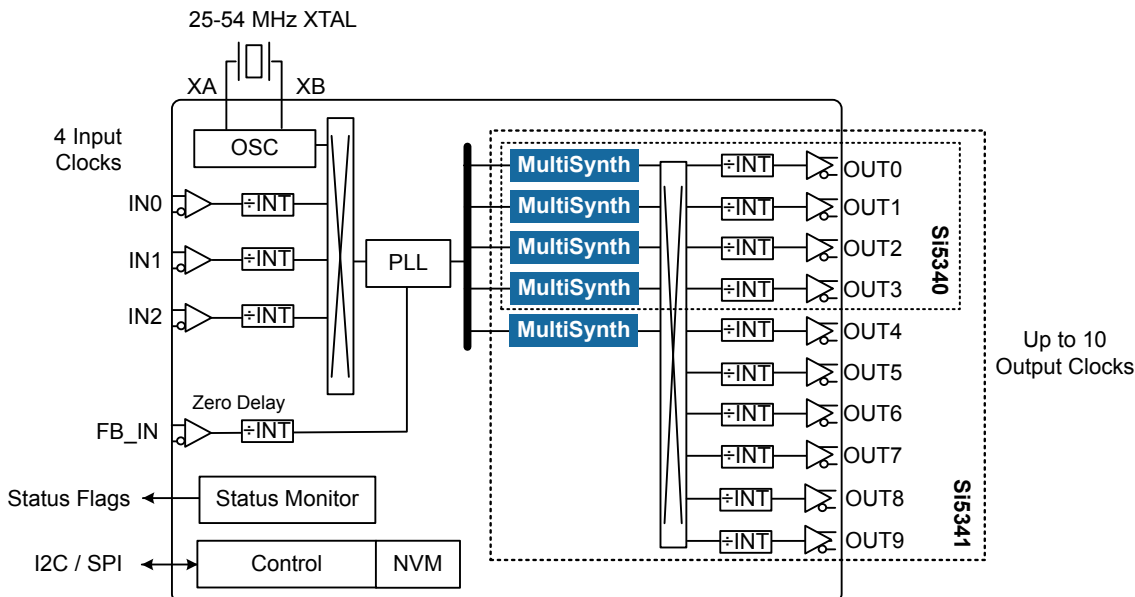 25-54 MHz XTAL
XA
XB
4 Input
Clocks
OSC
IN0
÷INT
IN1
÷INT
IN2
÷INT
PLL
Zero Delay
FB_IN
÷INT
Status Flags
Status Monitor
I2C / SPI
Control
NVM
MultiSynth
MultiSynth
MultiSynth
MultiSynth
MultiSynth
÷INT
OUT0
÷INT
OUT1
÷INT
OUT2
÷INT
OUT3
÷INT
OUT4
÷INT
OUT5
÷INT
OUT6
÷INT
OUT7
÷INT
OUT8
÷INT
OUT9
Si5340
Si5341
Up to 10
Output Clocks